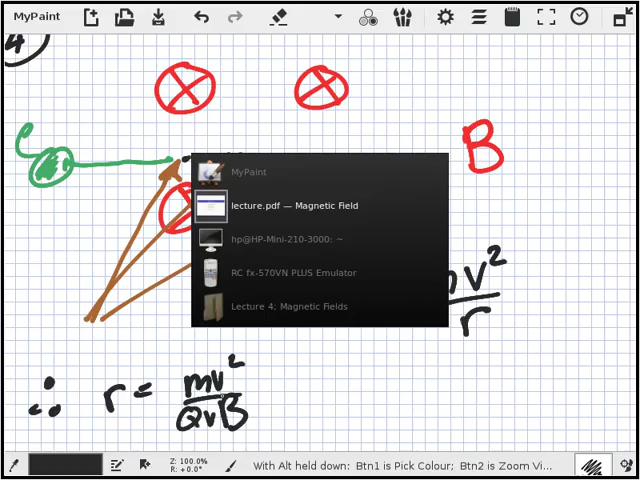 MyPaint
4
B
MyPaint
lecture.pdf — Magnetic Field
hp@HP-Mini-210-3000: ~
RC fx-570VN PLUS Emulator
Lecture 4; Magnetic Fields
mv²
r
∴ r = mv²
QvB
Z: 100.0%
R: +0.0°
With Alt held down: Btn1 is Pick Colour; Btn2 is Zoom Vi...